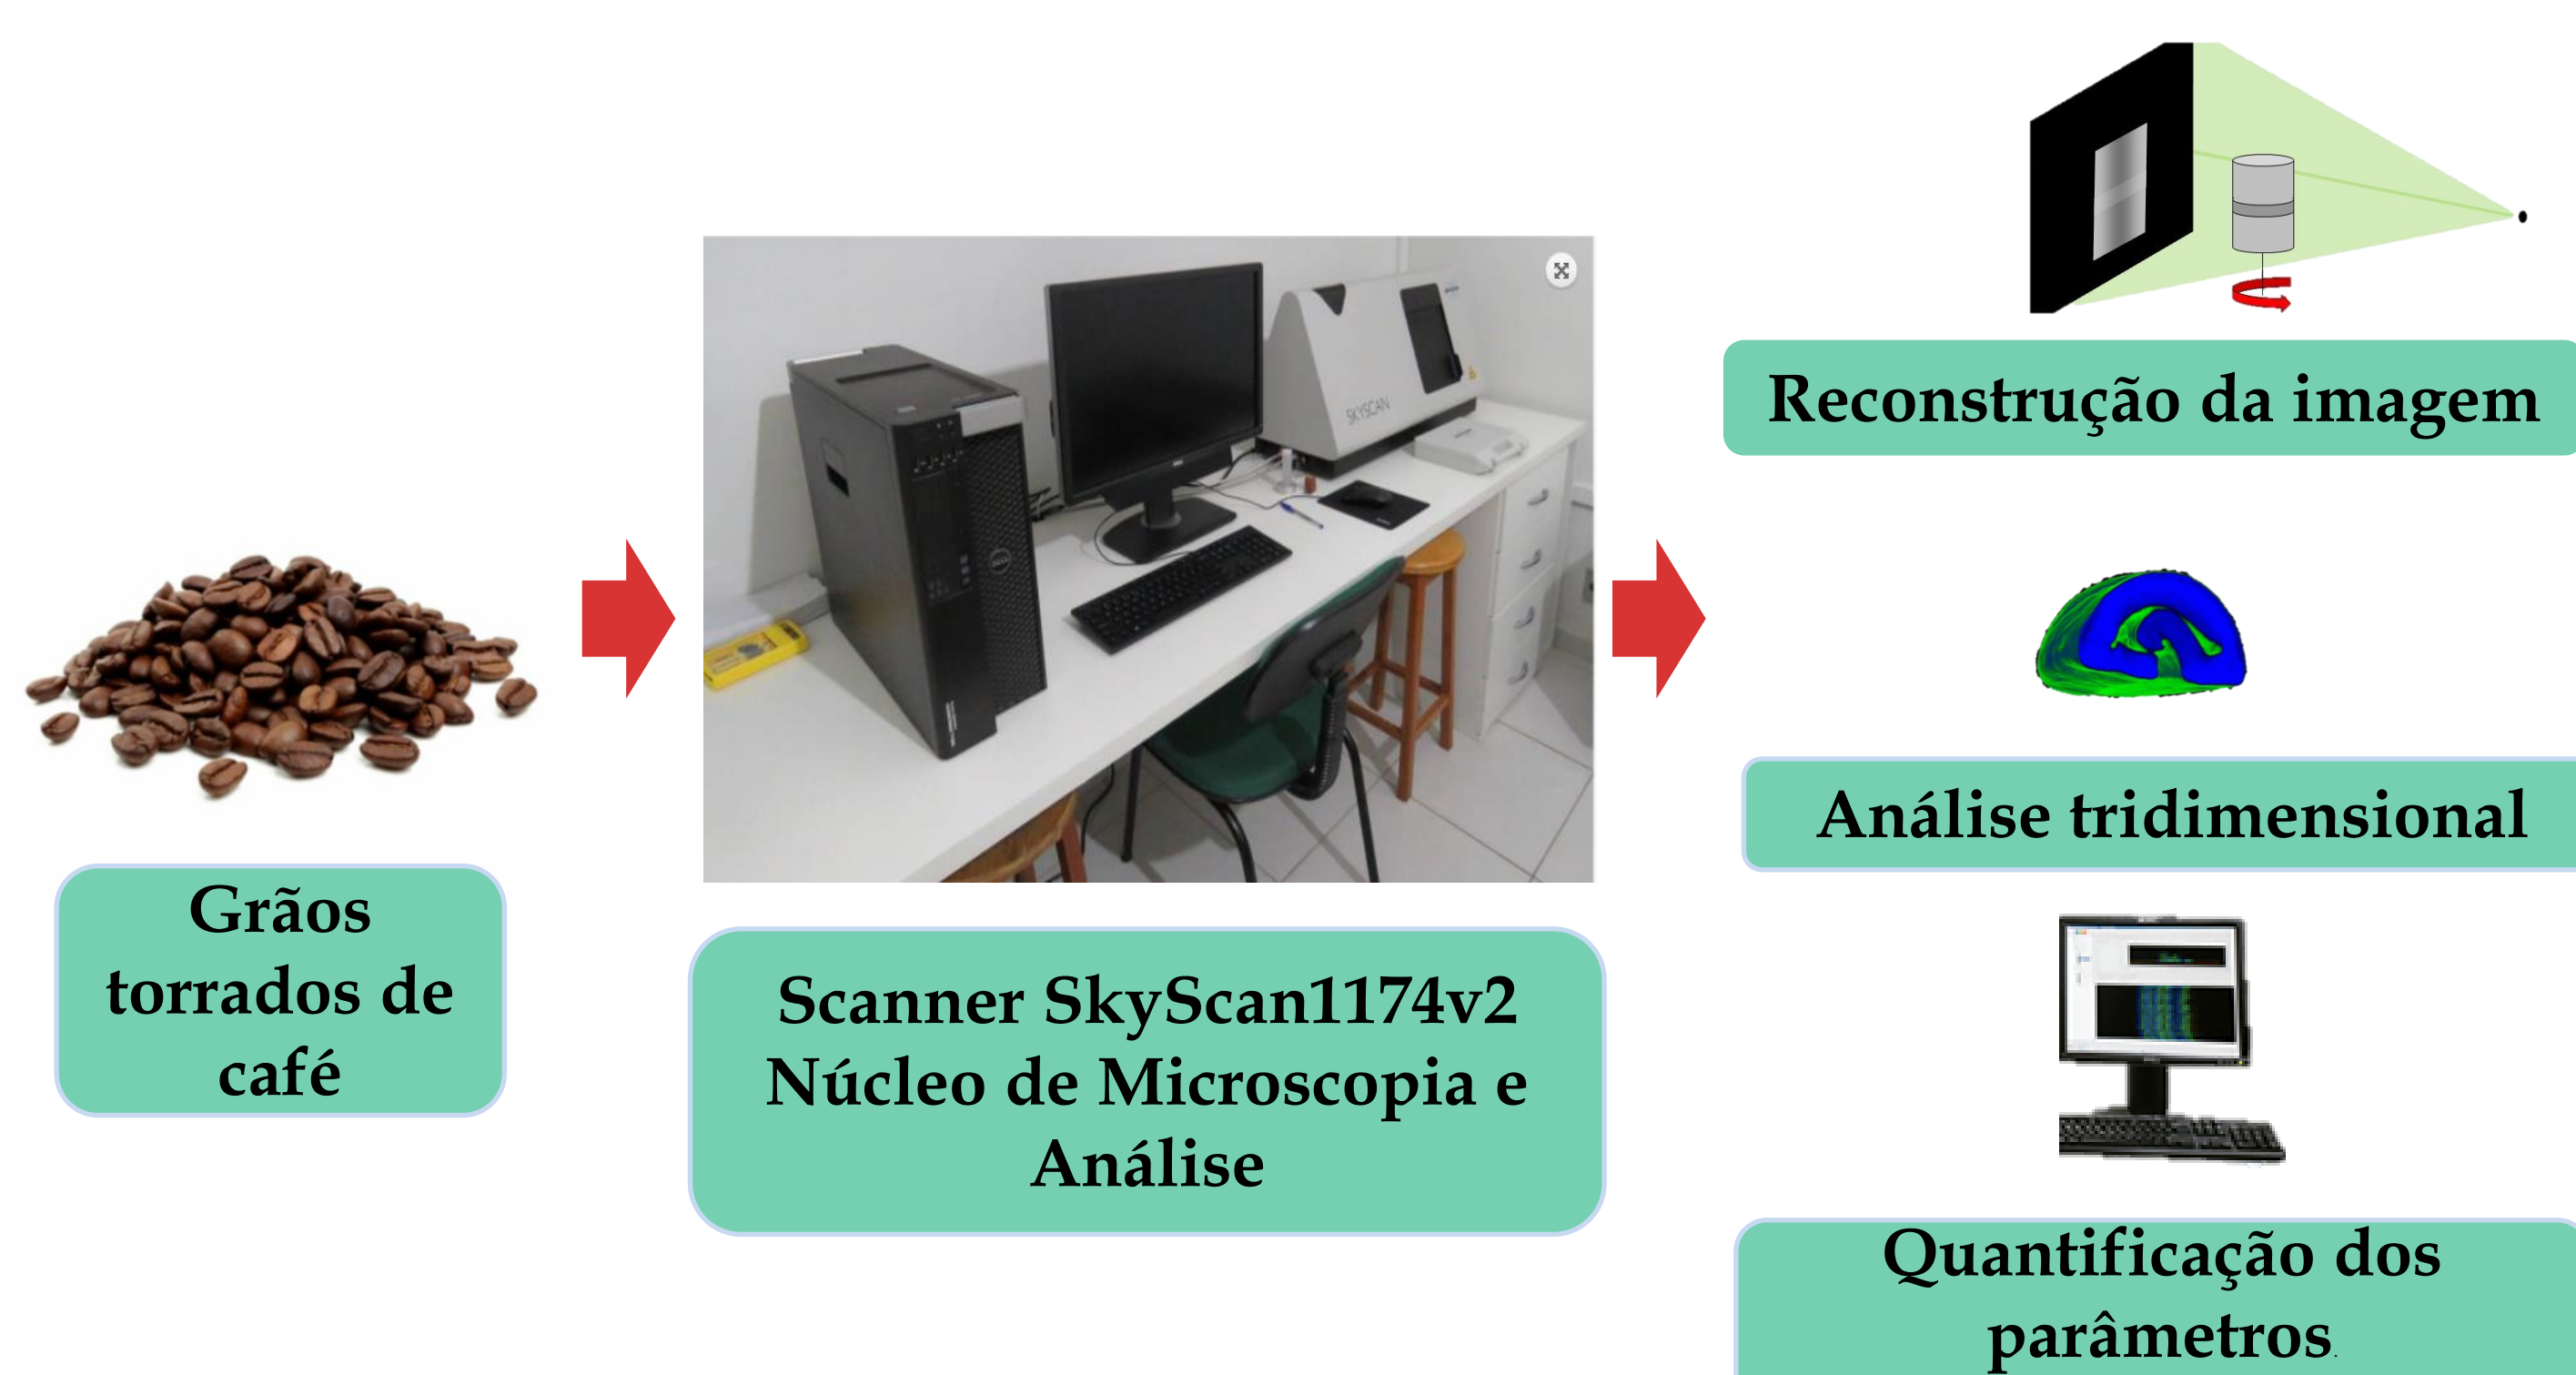 Grãos
torrados de
café
SKYSCAN
Scanner SkyScan1174v2
Núcleo de Microscopia e
Análise
Reconstrução da imagem
Análise tridimensional
Quantificação dos
parâmetros.